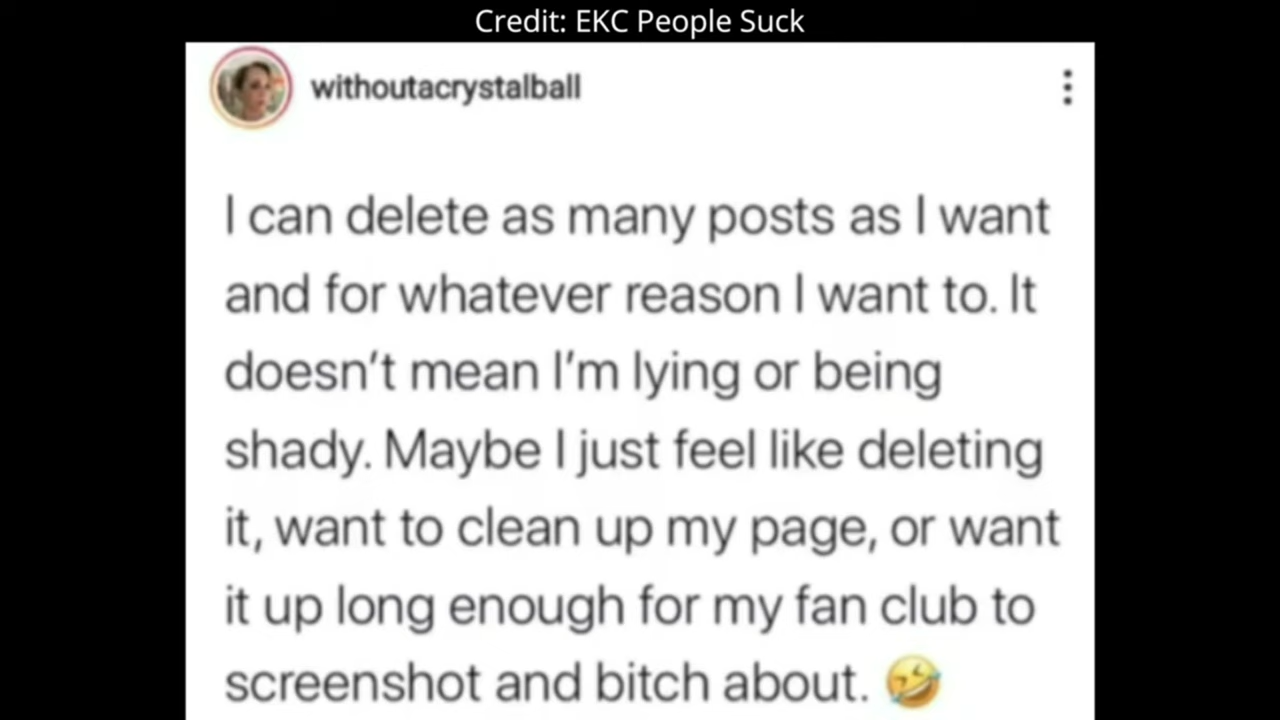 Credit: EKC People Suck
withoutacrystalball
I can delete as many posts as I want
and for whatever reason I want to. It
doesn’t mean I’m lying or being
shady. Maybe I just feel like deleting
it, want to clean up my page, or want
it up long enough for my fan club to
screenshot and bitch about. 🤣